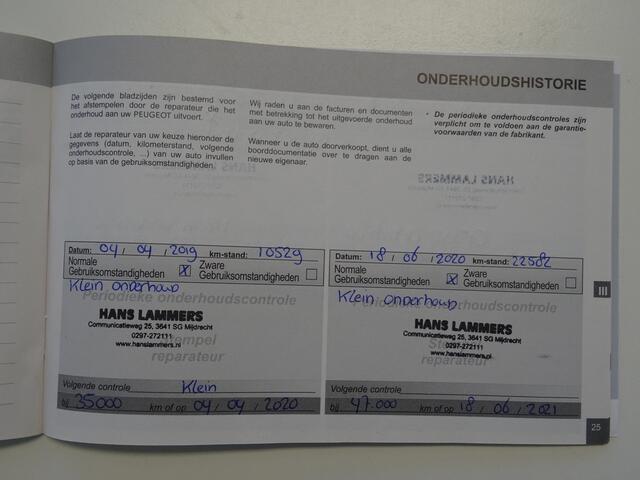 ONDERHOUDSHISTORIE
De volgende bladzijden zijn bestemd voor
het afstempelen door de reparateur die het
onderhoud aan uw PEUGEOT uitvoert.
Laat de reparateur van uw keuze hieronder de
gegevens (datum, kilometerstand, volgende
onderhoudscontrole, ...) van uw auto invullen
op basis van de gebruiksomstandigheden.
Wij raden u aan de facturen en documenten
met betrekking tot het uitgevoerde onderhoud
aan uw auto te bewaren.
Wanneer u de auto doorverkoopt, dient u alle
boorddocumentatie over te dragen aan de
nieuwe eigenaar.
* De periodieke onderhoudscontroles zijn
verplicht om te voldoen aan de garantie-
voorwaarden van de fabrikant.
Datum: 04 / 04 / 2019 km-stand: 10529
Normale Gebruiksomstandigheden X Zware Gebruiksomstandigheden
Klein onderhoud
Periodieke onderhoudscontrole
HANS LAMMERS
Communicatieweg 25, 3641 SG Mijdrecht
0297-272111
www.hanslammers.nl
Stempel
reparateur
Volgende controle Klein
bij 35000 km of op 04 / 04 / 2020
Datum: 18 / 06 / 2020 km-stand: 22582
Normale Gebruiksomstandigheden X Zware Gebruiksomstandigheden
Klein onderhoud
Periodieke onderhoudscontrole
HANS LAMMERS
Communicatieweg 25, 3641 SG Mijdrecht
0297-272111
www.hanslammers.nl
Stempel
reparateur
Volgende controle
bij 47.000 km of op 18 / 06 / 2021
III
25